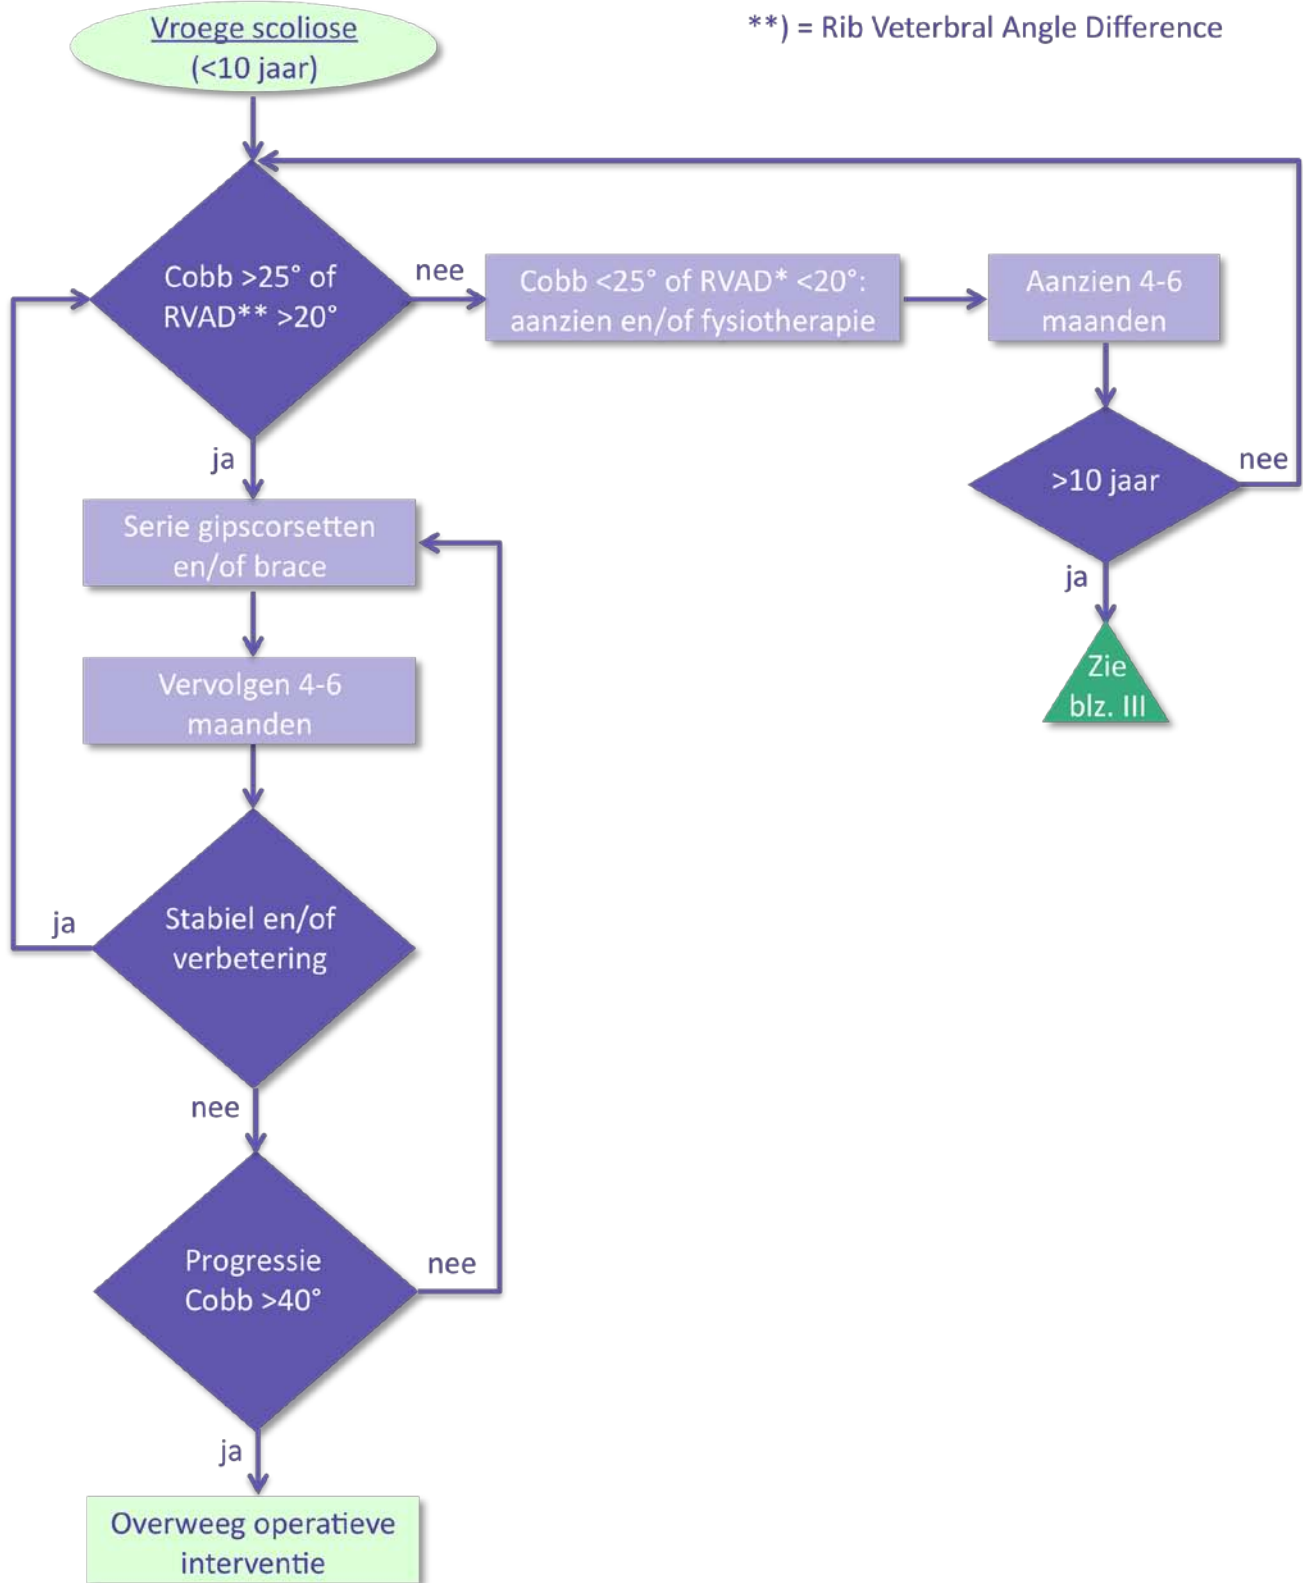 Vroege scoliose
(<10 jaar)
**) = Rib Veterbral Angle Difference
Cobb >25° of
RVAD** >20°
nee
Cobb <25° of RVAD* <20°:
aanzien en/of fysiotherapie
Aanzien 4-6
maanden
>10 jaar
nee
ja
Zie
blz. III
ja
Serie gipscorsetten
en/of brace
Vervolgen 4-6
maanden
Stabiel en/of
verbetering
ja
nee
Progressie
Cobb >40°
nee
ja
Overweeg operatieve
interventie